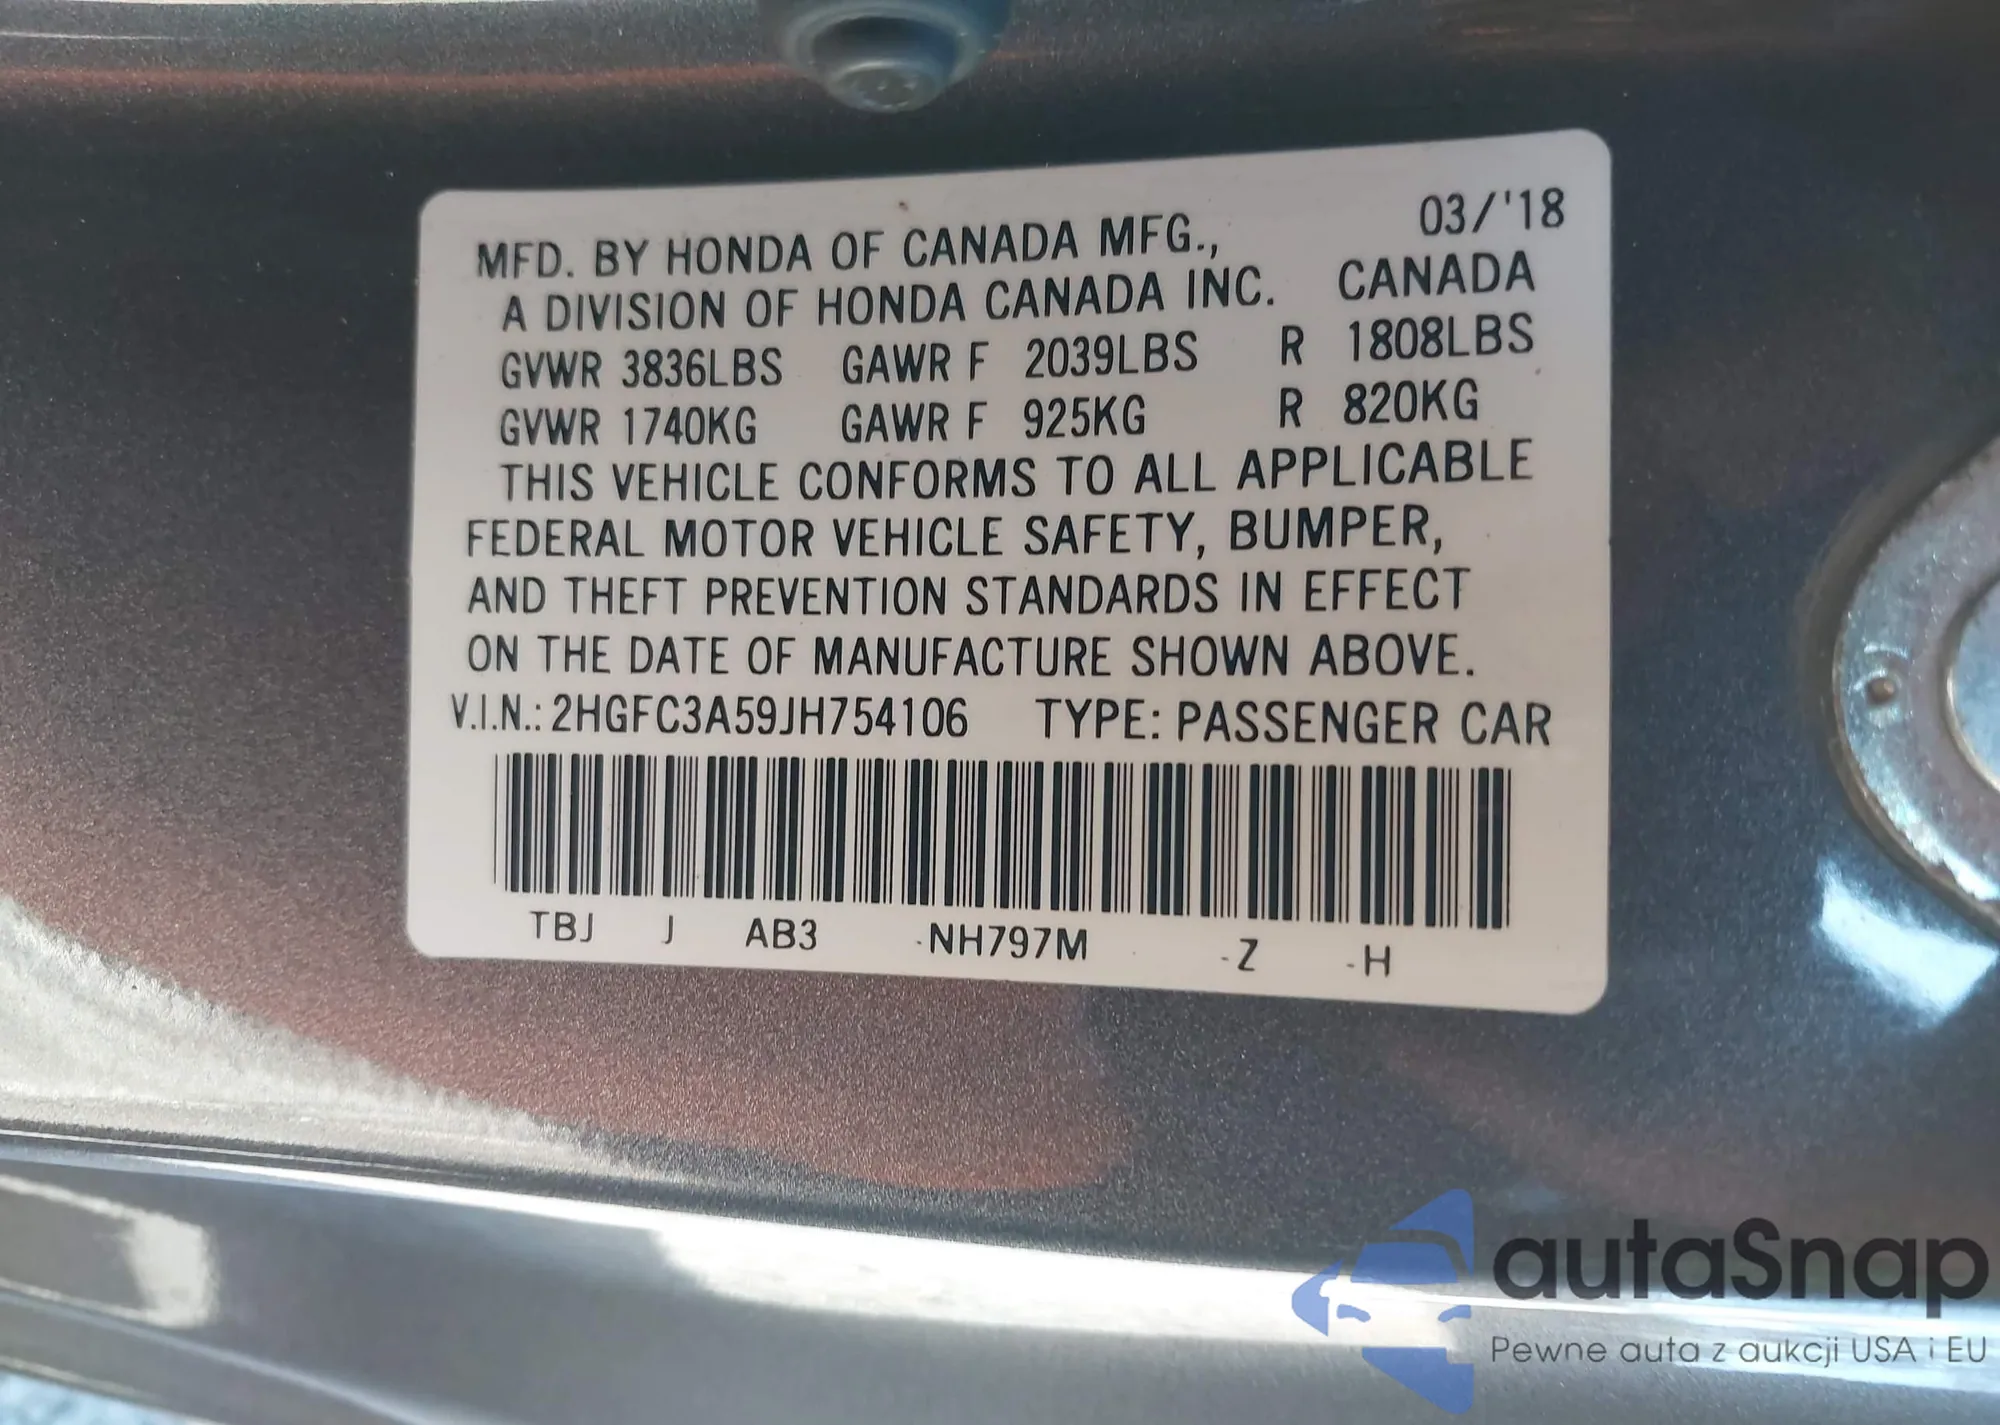 03/'18
MFD. BY HONDA OF CANADA MFG.,
A DIVISION OF HONDA CANADA INC. CANADA
GVWR 3836LBS GAWR F 2039LBS R 1808LBS
GVWR 1740KG GAWR F 925KG R 820KG
THIS VEHICLE CONFORMS TO ALL APPLICABLE
FEDERAL MOTOR VEHICLE SAFETY, BUMPER,
AND THEFT PREVENTION STANDARDS IN EFFECT
ON THE DATE OF MANUFACTURE SHOWN ABOVE.
V.I.N.: 2HGFC3A59JH754106 TYPE: PASSENGER CAR
TBJ J AB3 -NH797M -Z -H
autaSnap
Pewne auta z aukcji USA i EU